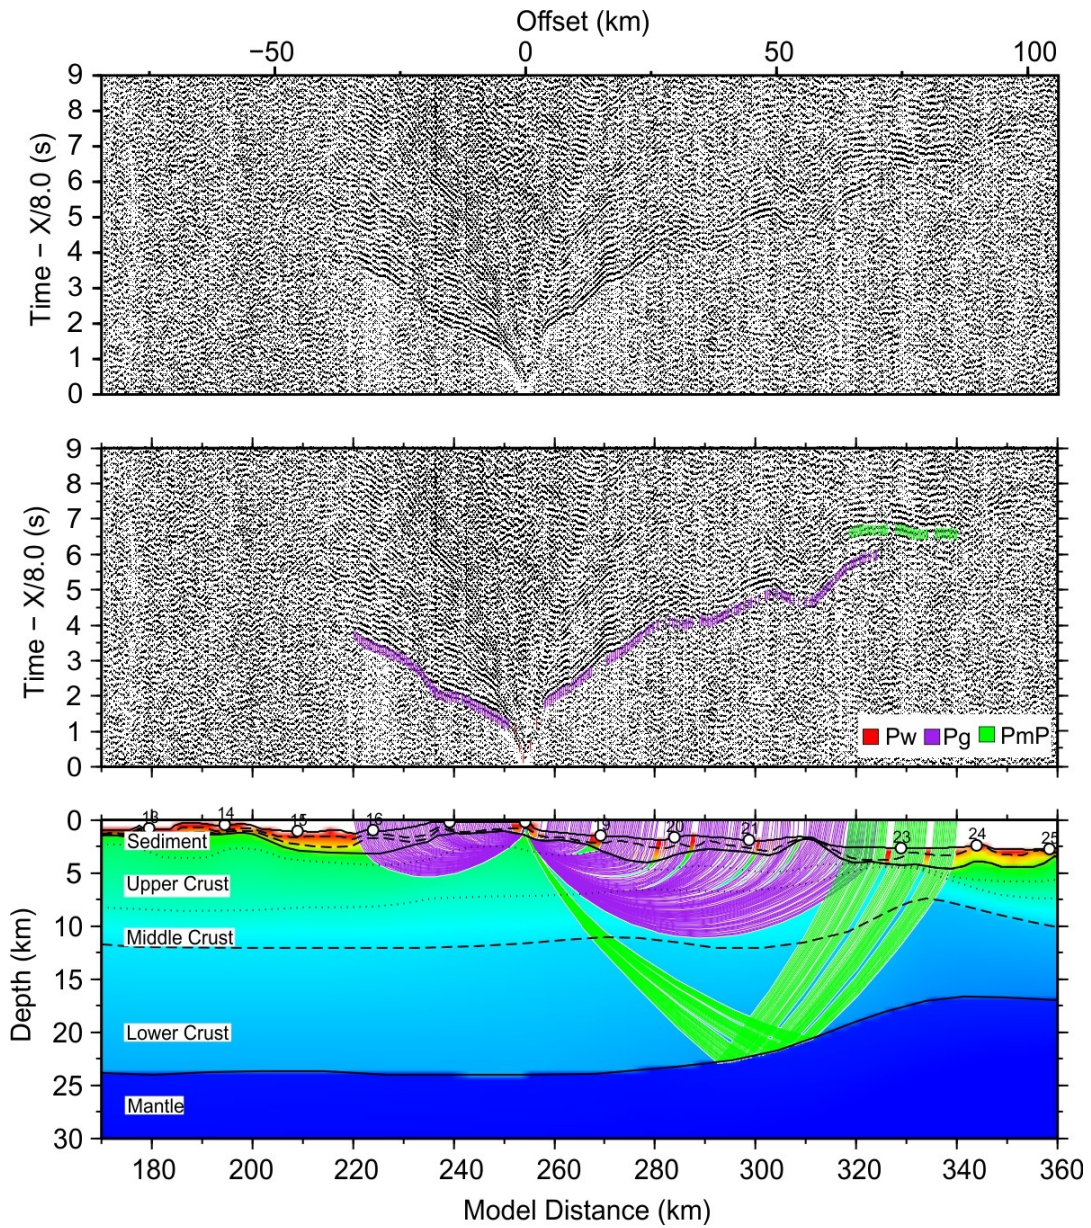 Offset (km)
−50 0 50 100
Time − X/8.0 (s)
9
8
7
6
5
4
3
2
1
0
Time − X/8.0 (s)
9
8
7
6
5
4
3
2
1
0
Pw Pg PmP
Depth (km)
0
5
10
15
20
25
30
13 14 15 16 19 20 21 23 24 25
Sediment
Upper Crust
Middle Crust
Lower Crust
Mantle
180 200 220 240 260 280 300 320 340 360
Model Distance (km)